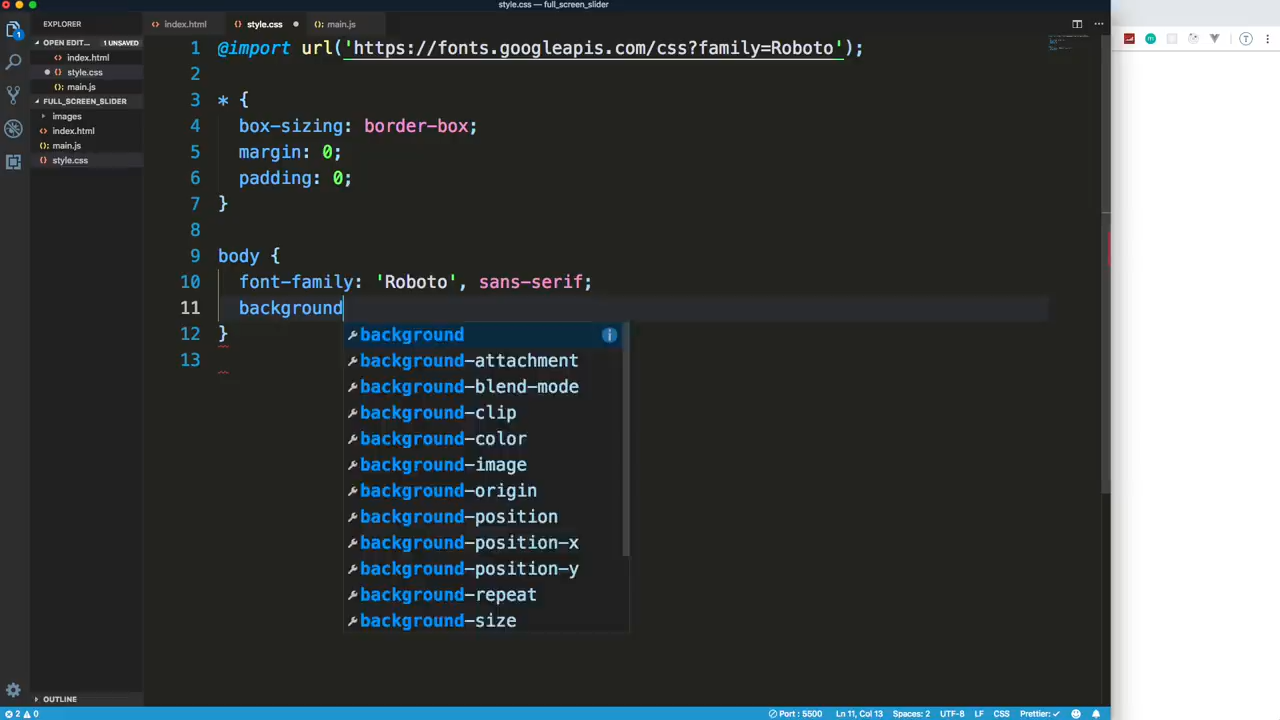 style.css — full_screen_slider
EXPLORER
index.html
style.css
main.js
OPEN EDIT...
1 UNSAVED
index.html
style.css
main.js
FULL_SCREEN_SLIDER
images
index.html
main.js
style.css
1 @import url('https://fonts.googleapis.com/css?family=Roboto');
2
3 * {
4 box-sizing: border-box;
5 margin: 0;
6 padding: 0;
7 }
8
9 body {
10 font-family: 'Roboto', sans-serif;
11 background
12 }
13
background
background-attachment
background-blend-mode
background-clip
background-color
background-image
background-origin
background-position
background-position-x
background-position-y
background-repeat
background-size
OUTLINE
2 0
Port : 5500
Ln 11, Col 13
Spaces: 2
UTF-8
LF
CSS
Prettier: ✓